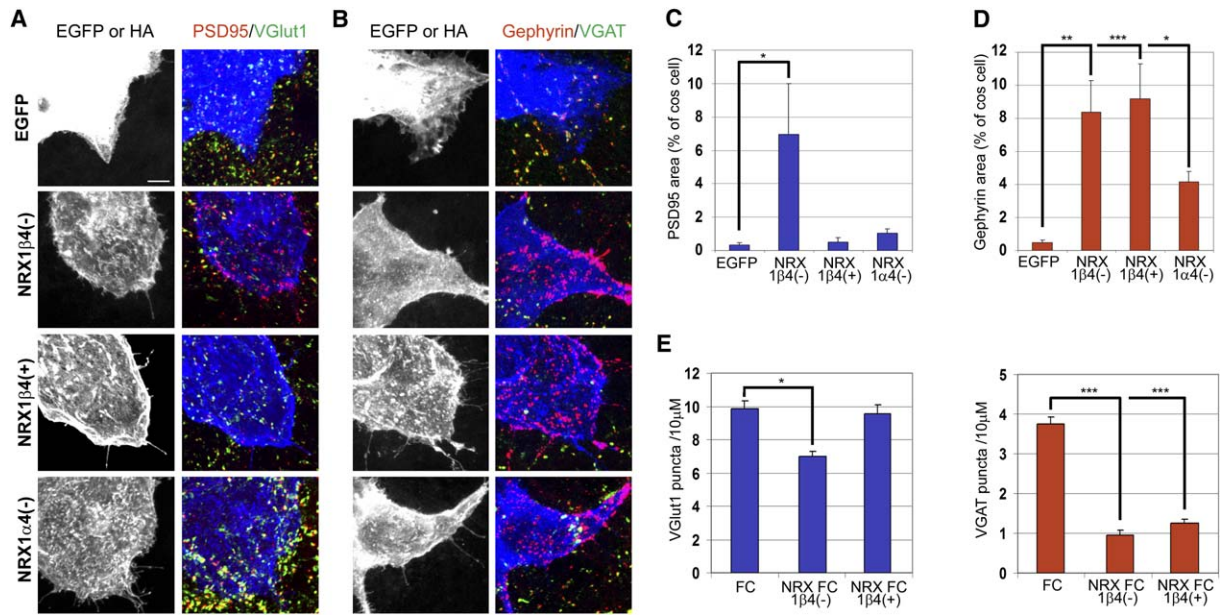 A
EGFP or HA
PSD95/VGlut1
EGFP
NRX1β4(-)
NRX1β4(+)
NRX1α4(-)
B
EGFP or HA
Gephyrin/VGAT
C
PSD95 area (% of cos cell)
12
10
8
6
4
2
0
*
EGFP
NRX
1β4(-)
NRX
1β4(+)
NRX
1α4(-)
D
Gephyrin area (% of cos cell)
14
12
10
8
6
4
2
0
**
***
*
EGFP
NRX
1β4(-)
NRX
1β4(+)
NRX
1α4(-)
E
VGlut1 puncta /10μM
12
10
8
6
4
2
0
*
FC
NRX FC
1β4(-)
NRX FC
1β4(+)
VGAT puncta /10μM
5
4
3
2
1
0
***
***
FC
NRX FC
1β4(-)
NRX FC
1β4(+)